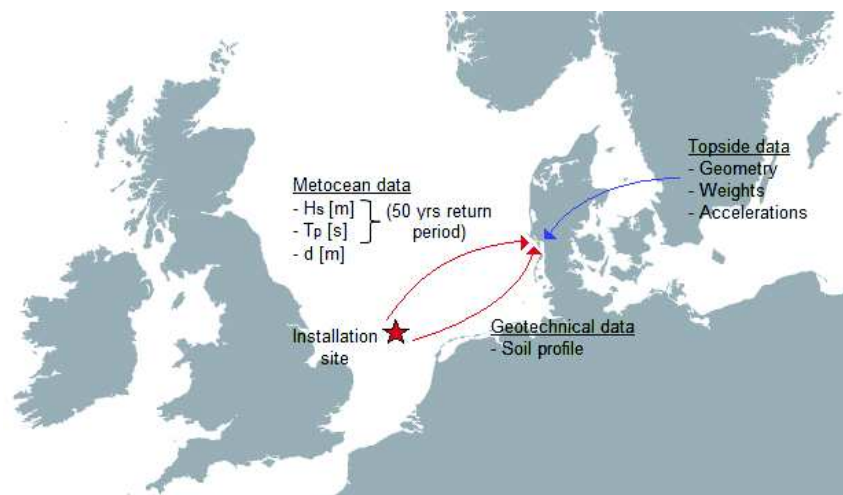 Topside data
- Geometry
- Weights
- Accelerations
Metocean data
- Hs [m]
- Tp [s]
- d [m]
(50 yrs return
period)
Installation
site
Geotechnical data
- Soil profile